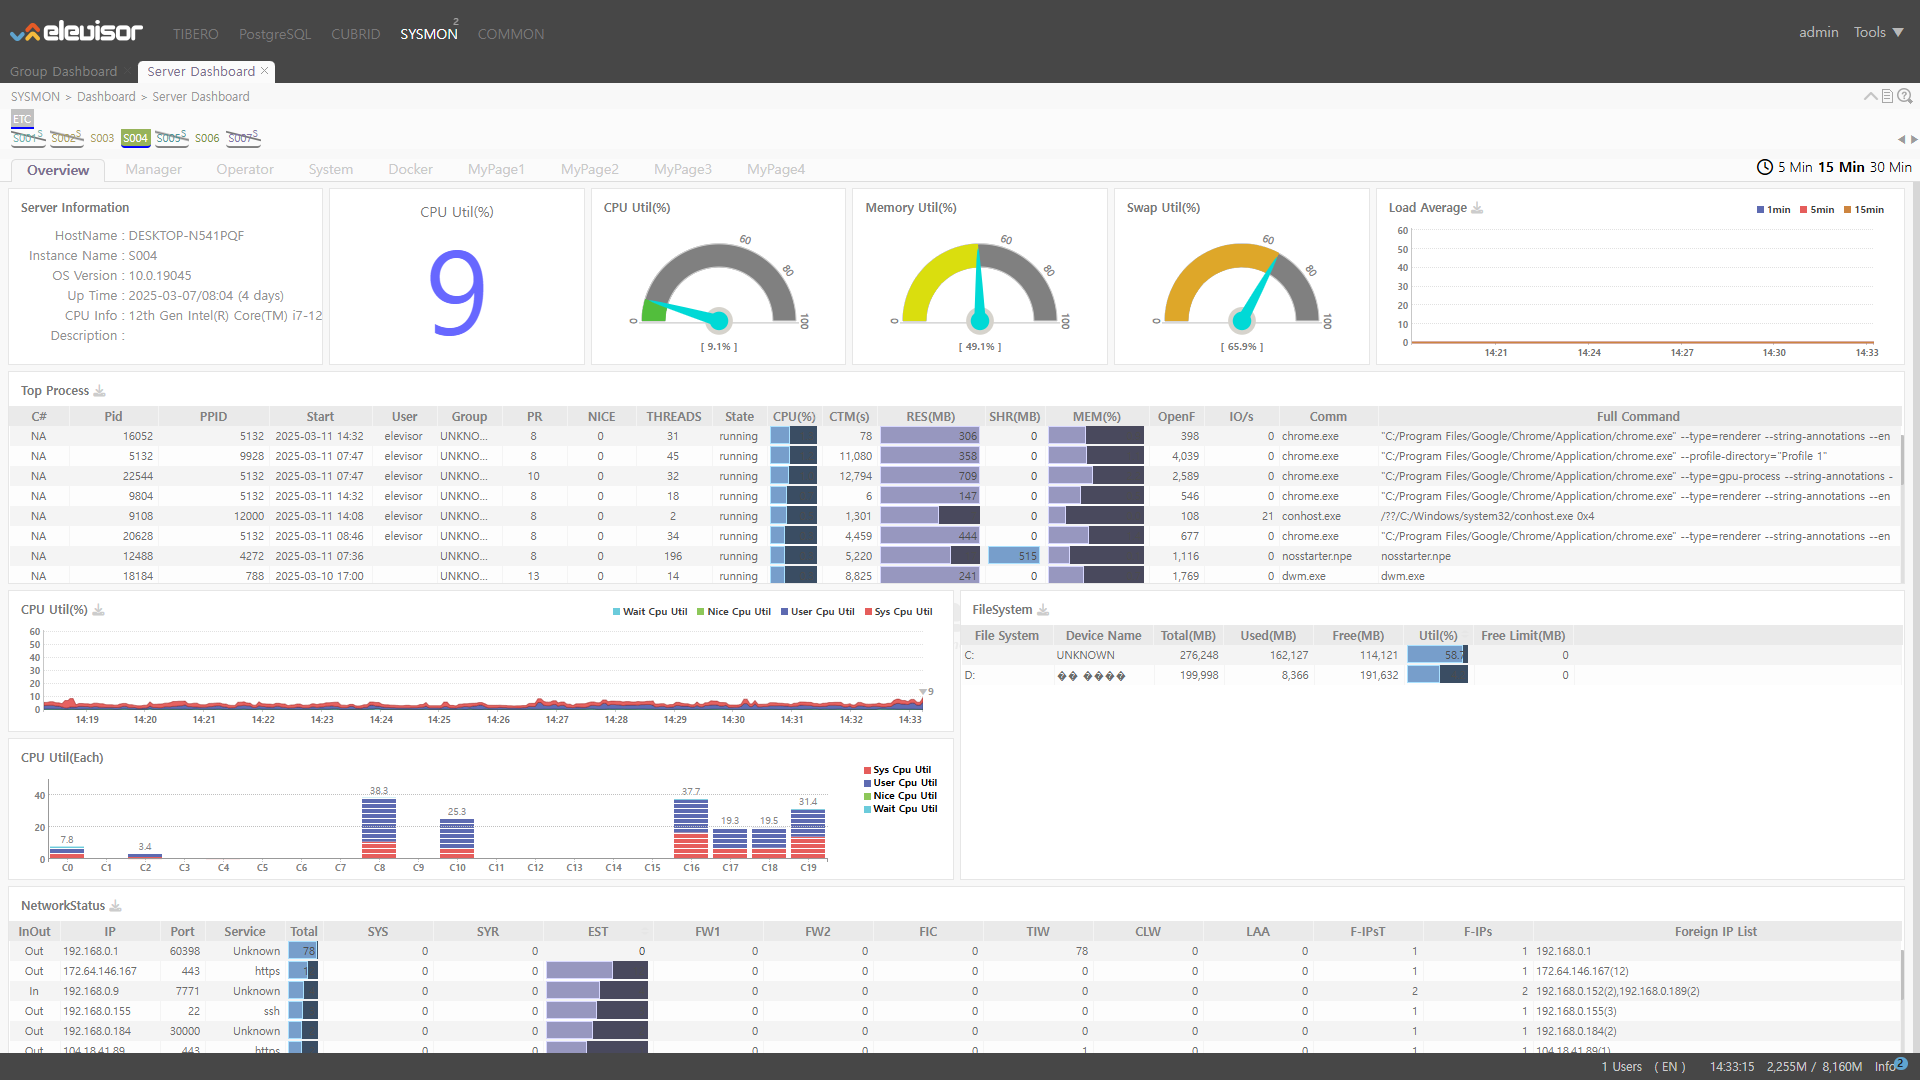 elevisor TIBERO PostgreSQL CUBRID SYSMON 2 COMMON admin Tools
Group Dashboard Server Dashboard
SYSMON > Dashboard > Server Dashboard
ETC
S001 S S002 S S003 S004 S005 S S006 S007 S
Overview Manager Operator System Docker MyPage1 MyPage2 MyPage3 MyPage4 5 Min 15 Min 30 Min
Server Information
HostName : DESKTOP-N541PQF
Instance Name : S004
OS Version : 10.0.19045
Up Time : 2025-03-07/08:04 (4 days)
CPU Info : 12th Gen Intel(R) Core(TM) i7-12
Description :
CPU Util(%)
9
CPU Util(%)
0 60 80 100
[ 9.1% ]
Memory Util(%)
0 60 80 100
[ 49.1% ]
Swap Util(%)
0 60 80 100
[ 65.9% ]
Load Average 1min 5min 15min
60
50
40
30
20
10
0
14:21 14:24 14:27 14:30 14:33
Top Process
C# Pid PPID Start User Group PR NICE THREADS State CPU(%) CTM(s) RES(MB) SHR(MB) MEM(%) OpenF IO/s Comm Full Command
NA 16052 5132 2025-03-11 14:32 elevisor UNKNO... 8 0 31 running 78 306 0 398 0 chrome.exe "C:/Program Files/Google/Chrome/Application/chrome.exe" --type=renderer --string-annotations --en
NA 5132 9928 2025-03-11 07:47 elevisor UNKNO... 8 0 45 running 11,080 358 0 4,039 0 chrome.exe "C:/Program Files/Google/Chrome/Application/chrome.exe" --profile-directory="Profile 1"
NA 22544 5132 2025-03-11 07:47 elevisor UNKNO... 10 0 32 running 12,794 709 0 2,589 0 chrome.exe "C:/Program Files/Google/Chrome/Application/chrome.exe" --type=gpu-process --string-annotations -
NA 9804 5132 2025-03-11 14:32 elevisor UNKNO... 8 0 18 running 6 147 0 546 0 chrome.exe "C:/Program Files/Google/Chrome/Application/chrome.exe" --type=renderer --string-annotations --en
NA 9108 12000 2025-03-11 14:08 elevisor UNKNO... 8 0 2 running 1,301 0 108 21 conhost.exe /??/C:/Windows/system32/conhost.exe 0x4
NA 20628 5132 2025-03-11 08:46 elevisor UNKNO... 8 0 34 running 4,459 444 0 677 0 chrome.exe "C:/Program Files/Google/Chrome/Application/chrome.exe" --type=renderer --string-annotations --en
NA 12488 4272 2025-03-11 07:36 UNKNO... 8 0 196 running 5,220 515 1,116 0 nosstarter.npe nosstarter.npe
NA 18184 788 2025-03-10 17:00 UNKNO... 13 0 14 running 8,825 241 0 1,769 0 dwm.exe dwm.exe
CPU Util(%) Wait Cpu Util Nice Cpu Util User Cpu Util Sys Cpu Util
60
50
40
30
20
10
0
9
14:19 14:20 14:21 14:22 14:23 14:24 14:25 14:26 14:27 14:28 14:29 14:30 14:31 14:32 14:33
FileSystem
File System Device Name Total(MB) Used(MB) Free(MB) Util(%) Free Limit(MB)
C: UNKNOWN 276,248 162,127 114,121 58.7 0
D: �� ���� 199,998 8,366 191,632 0
CPU Util(Each)
Sys Cpu Util
User Cpu Util
Nice Cpu Util
Wait Cpu Util
40
20
0
7.8 3.4 38.3 25.3 37.7 19.3 19.5 31.4
C0 C1 C2 C3 C4 C5 C6 C7 C8 C9 C10 C11 C12 C13 C14 C15 C16 C17 C18 C19
NetworkStatus
InOut IP Port Service Total SYS SYR EST FW1 FW2 FIC TIW CLW LAA F-IPsT F-IPs Foreign IP List
Out 192.168.0.1 60398 Unknown 78 0 0 0 0 0 0 78 0 0 1 1 192.168.0.1
Out 172.64.146.167 443 https 0 0 0 0 0 0 0 0 1 1 172.64.146.167(12)
In 192.168.0.9 7771 Unknown 0 0 0 0 0 0 0 0 2 2 192.168.0.152(2),192.168.0.189(2)
Out 192.168.0.155 22 ssh 0 0 0 0 0 0 0 0 1 1 192.168.0.155(3)
Out 192.168.0.184 30000 Unknown 0 0 0 0 0 0 0 0 1 1 192.168.0.184(2)
Out 104.18.41.89 443 https 0 0 0 0 0 1 0 0 1 1 104.18.41.89(1)
1 Users ( EN ) 14:33:15 2,255M / 8,160M Info 2